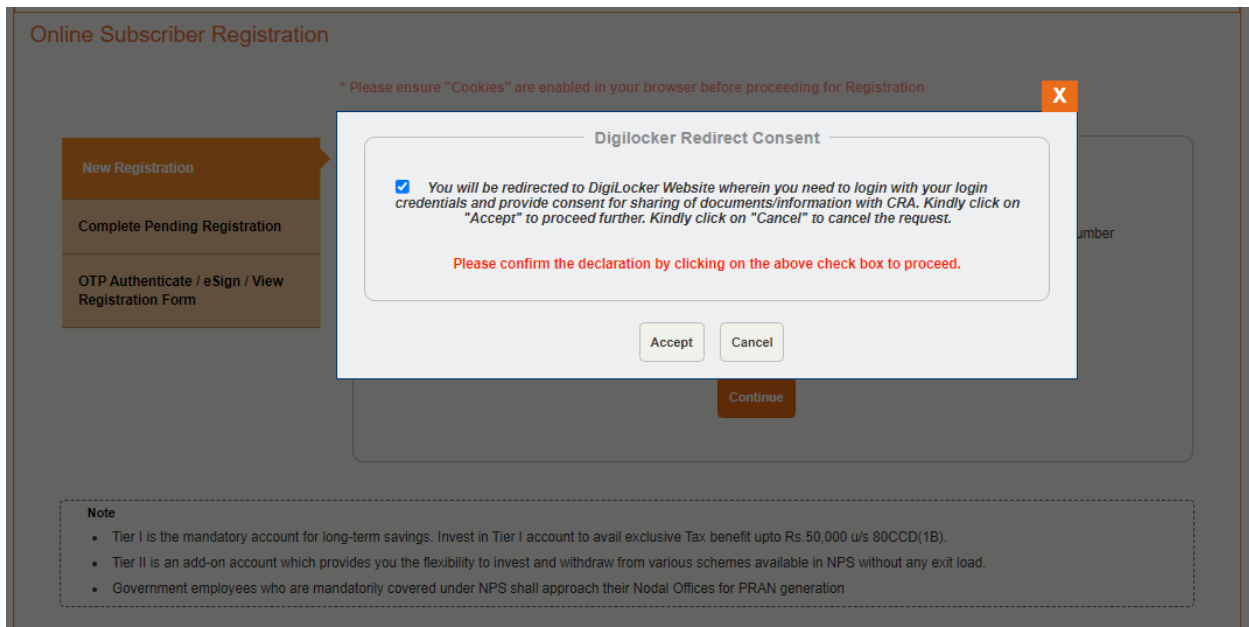 Online Subscriber Registration
* Please ensure "Cookies" are enabled in your browser before proceeding for Registration
X
Digilocker Redirect Consent
New Registration
You will be redirected to DigiLocker Website wherein you need to login with your login
credentials and provide consent for sharing of documents/information with CRA. Kindly click on
"Accept" to proceed further. Kindly click on "Cancel" to cancel the request.
Complete Pending Registration
umber
Please confirm the declaration by clicking on the above check box to proceed.
OTP Authenticate / eSign / View
Registration Form
Accept
Cancel
Continue
Note
• Tier I is the mandatory account for long-term savings. Invest in Tier I account to avail exclusive Tax benefit upto Rs.50,000 u/s 80CCD(1B).
• Tier II is an add-on account which provides you the flexibility to invest and withdraw from various schemes available in NPS without any exit load.
• Government employees who are mandatorily covered under NPS shall approach their Nodal Offices for PRAN generation